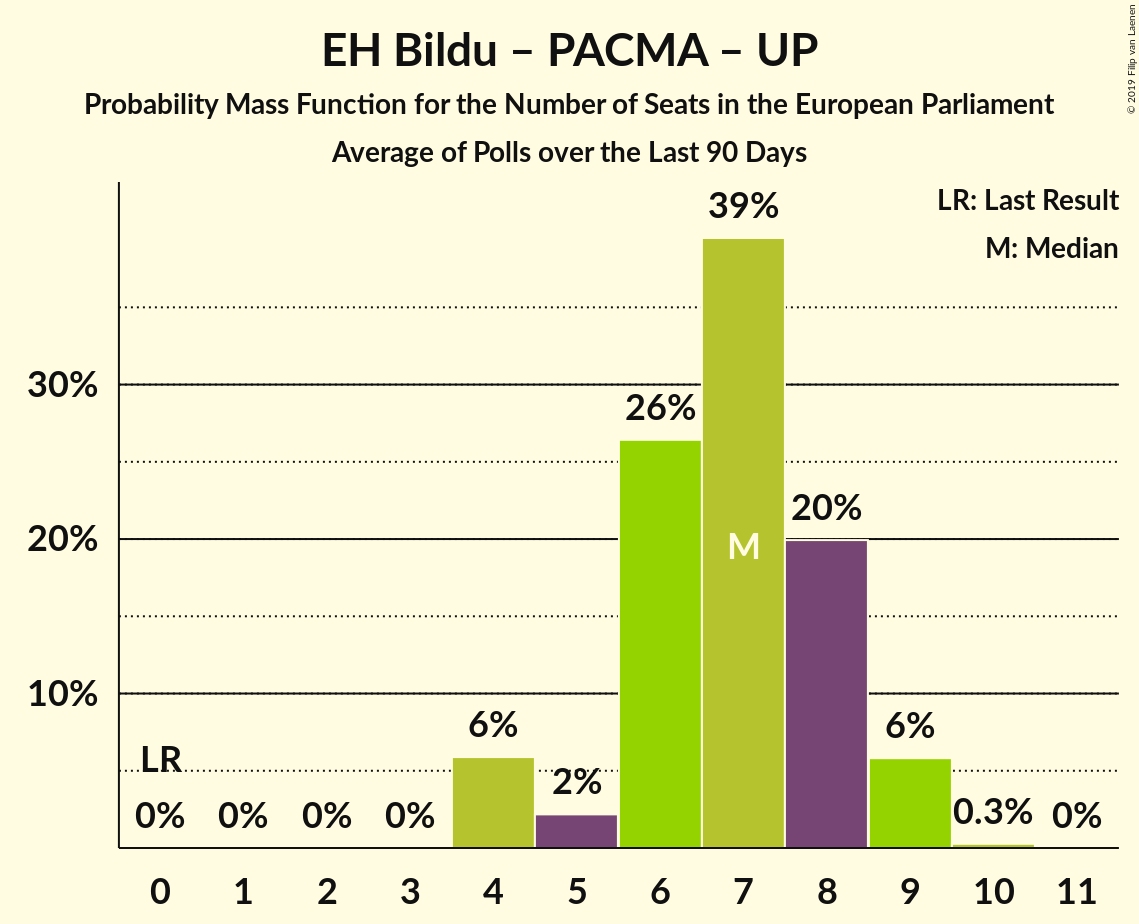 EH Bildu – PACMA – UP
Probability Mass Function for the Number of Seats in the European Parliament
Average of Polls over the Last 90 Days
© 2019 Filip van Laenen
LR: Last Result
M: Median
39%
30%
26%
20%
20%
M
10%
6%
6%
LR
2%
0%
0%
0%
0%
0.3%
0%
0 1 2 3 4 5 6 7 8 9 10 11